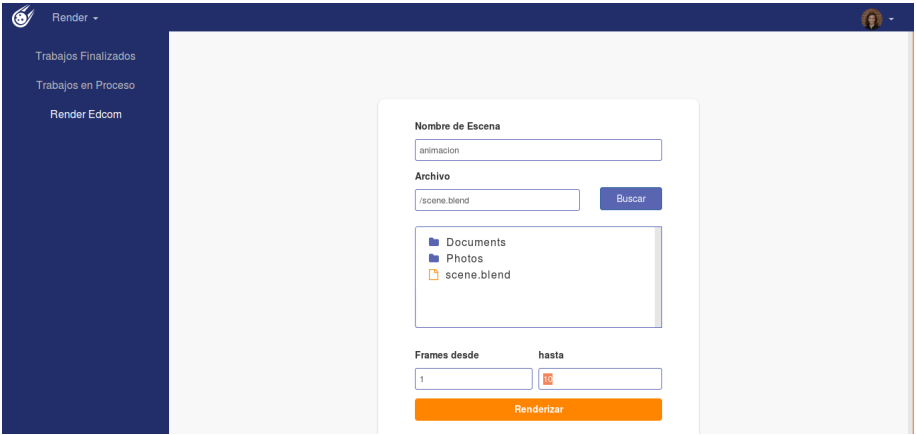 Render
Trabajos Finalizados
Trabajos en Proceso
Render Edcom
Nombre de Escena
animacion
Archivo
/scene.blend
Buscar
Documents
Photos
scene.blend
Frames desde hasta
1 10
Renderizar